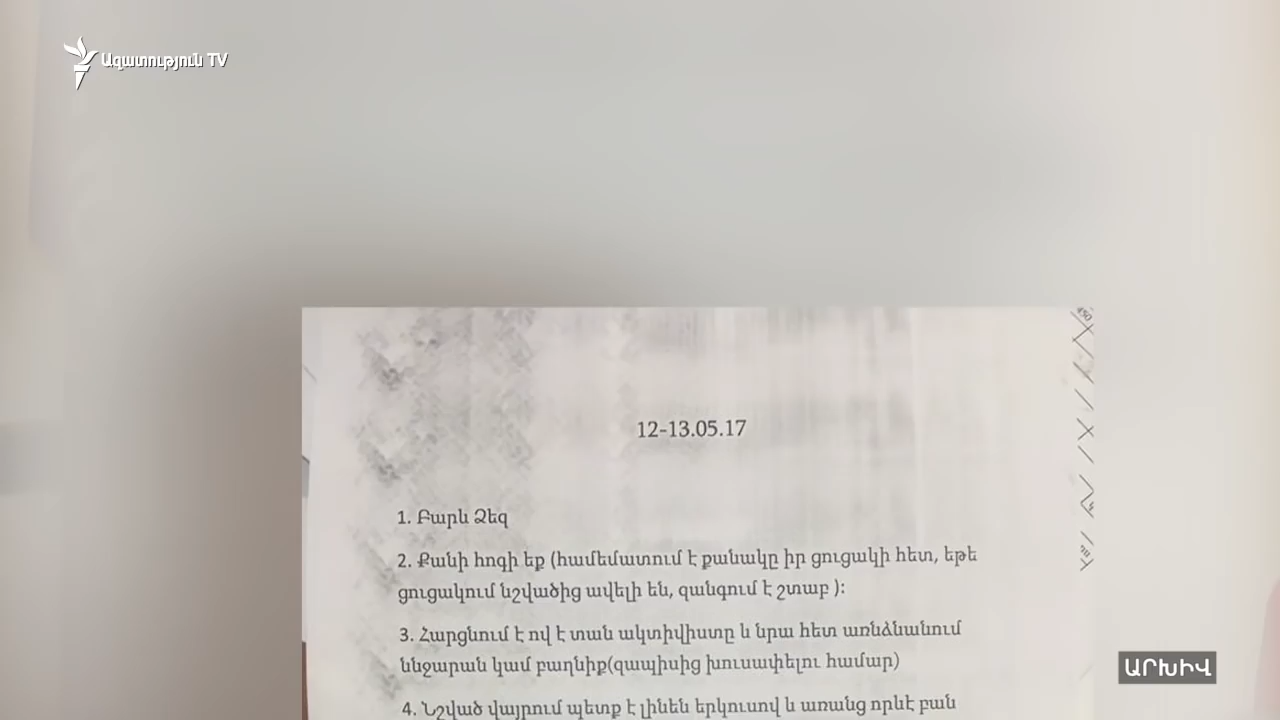 Ազատություն TV
450
12-13.05.17
1. Բարև Ձեզ
2. Քանի հոգի եք (համեմատում է քանակը իր ցուցակի հետ, եթե
ցուցակում նշվածից ավելի են, զանգում է շտաբ ):
3. Հարցնում է ով է տան ակտիվիստը և նրա հետ առնձնանում
ննջարան կամ բաղնիք(զապիսից խուսափելու համար)
4. Նշված վայրում պետք է լինեն երկուսով և առանց որևէ բան
ԱՐԽԻՎ